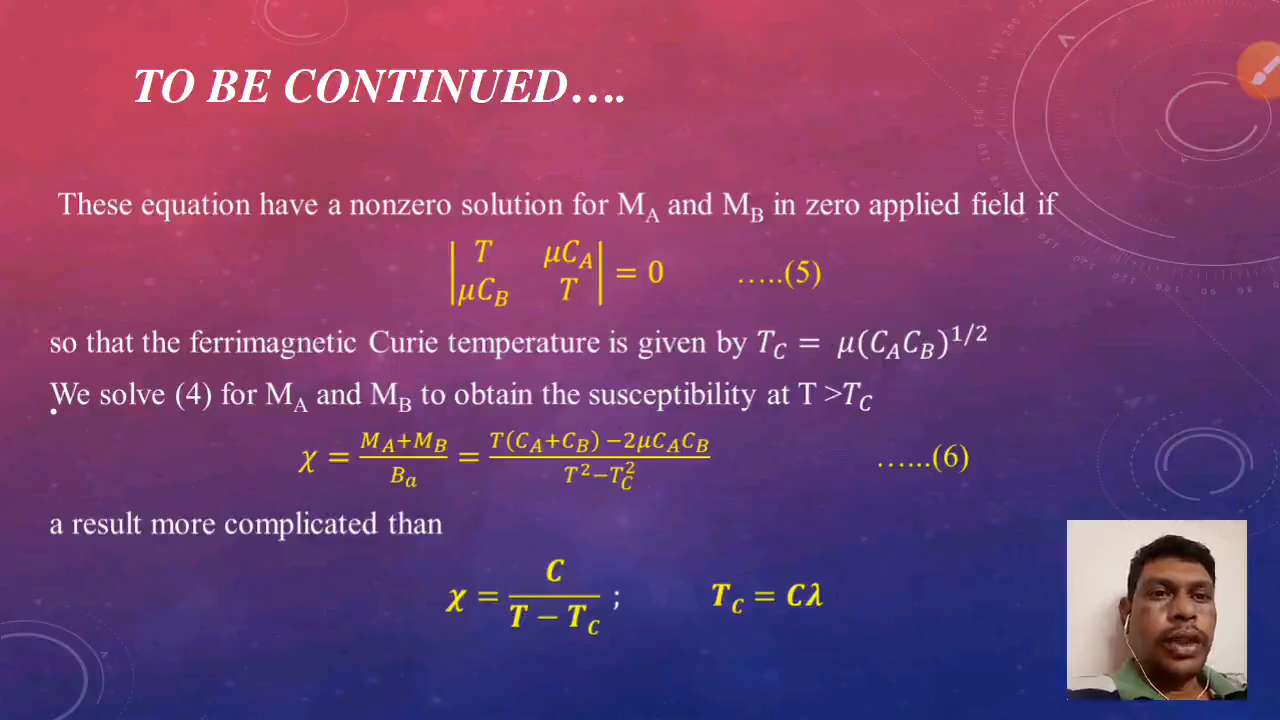 TO BE CONTINUED….
These equation have a nonzero solution for M_A and M_B in zero applied field if
|T μC_A|
|μC_B T| = 0 …..(5)
so that the ferrimagnetic Curie temperature is given by T_C = μ(C_A C_B)^{1/2}
We solve (4) for M_A and M_B to obtain the susceptibility at T >T_C
χ = (M_A+M_B)/B_a = (T(C_A+C_B) −2μC_A C_B)/(T^2−T_C^2) …...(6)
a result more complicated than
χ = C/(T − T_C) ; T_C = Cλ